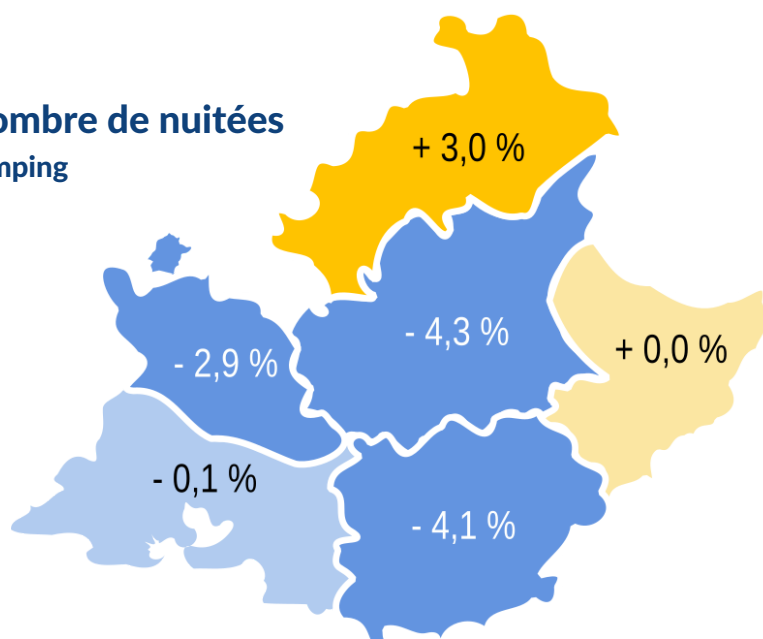 ombre de nuitées
mping
+ 3,0 %
- 4,3 %
- 2,9 %
+ 0,0 %
- 0,1 %
- 4,1 %